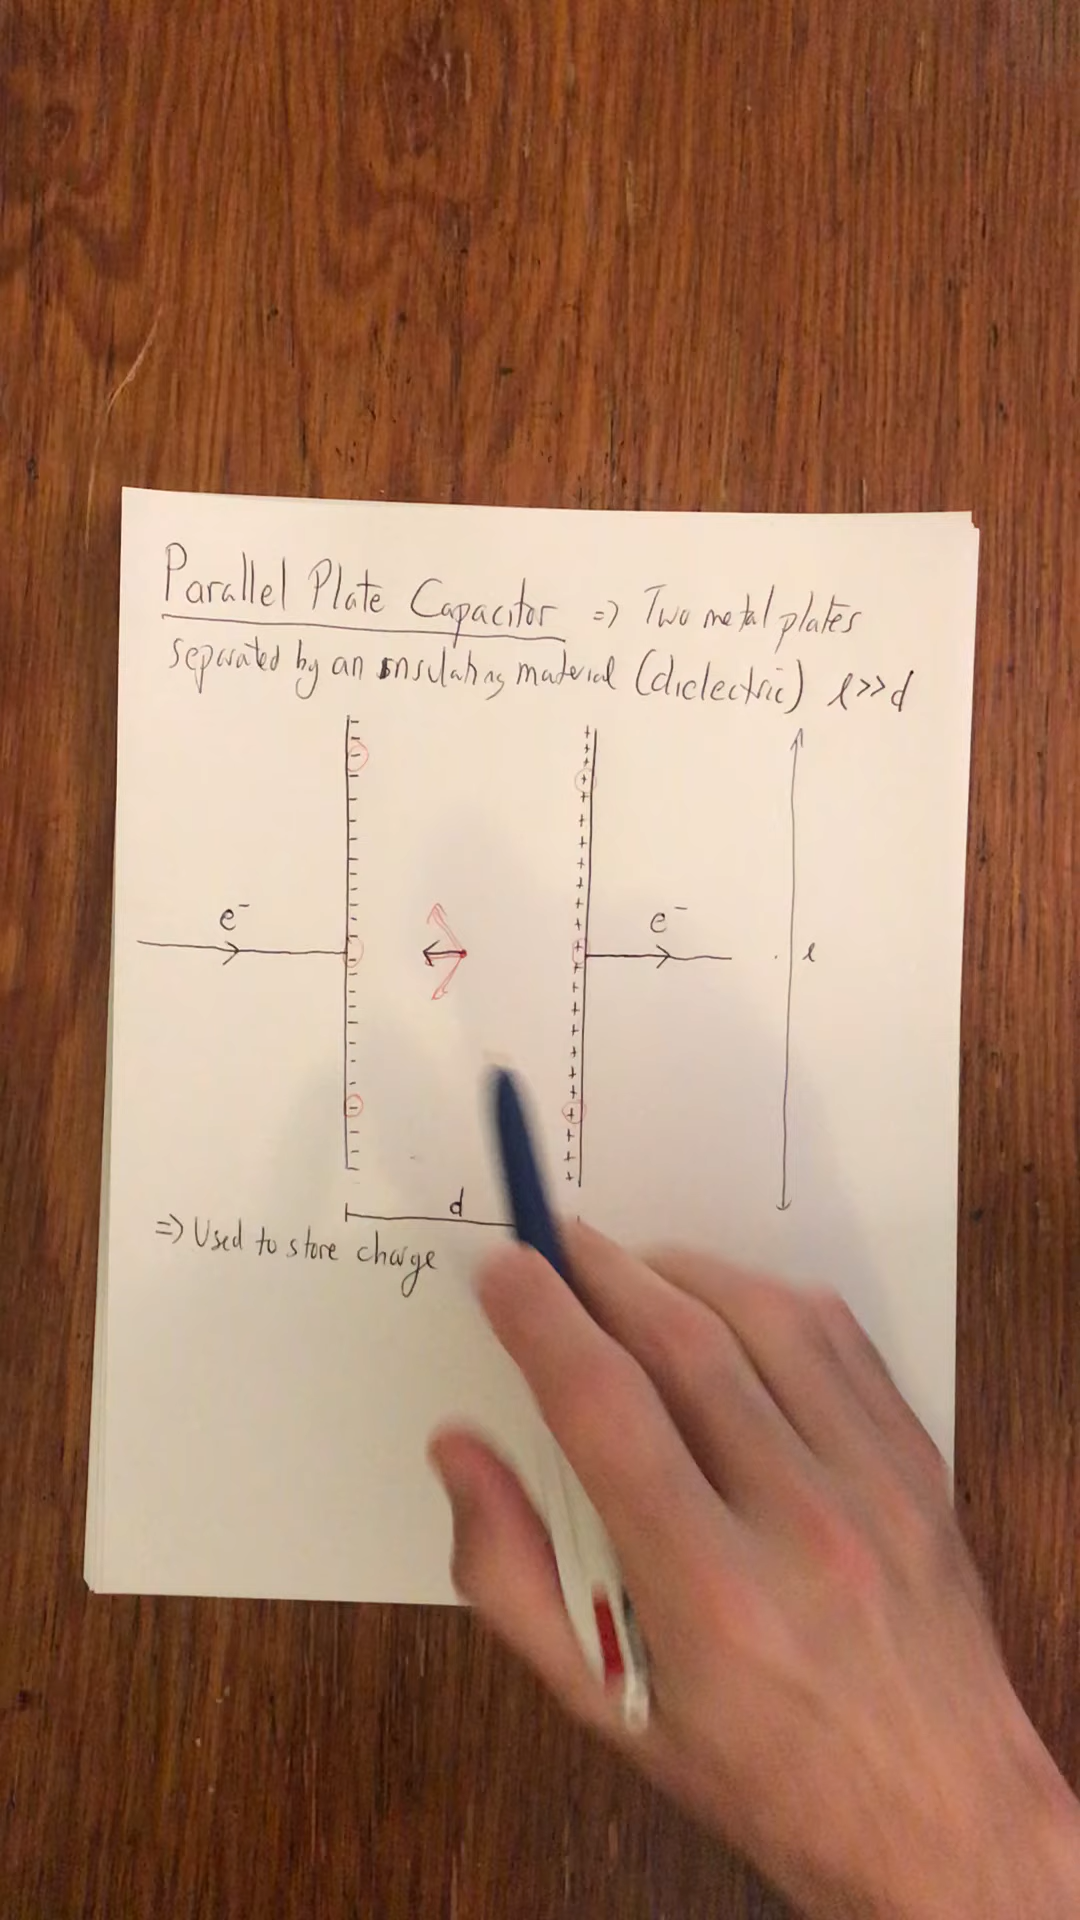 Parallel Plate Capacitor => Two metal plates
separated by an insulating material (dielectric) l>>d
e⁻
e⁻
l
d
=> Used to store charge